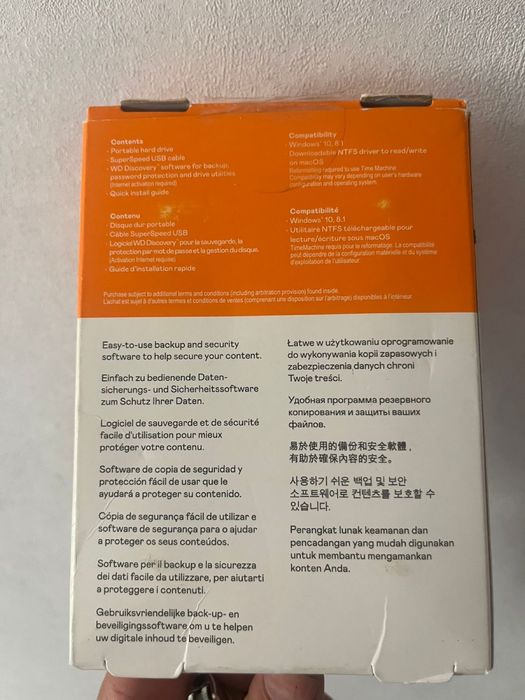 Contents
- Portable hard drive
- SuperSpeed USB cable
- WD Discovery™ software for backup,
password protection and drive utilities
(Internet activation required)
- Quick install guide
Compatibility
- Windows® 10, 8.1
Downloadable NTFS driver to read/write
on macOS
Reformatting required to use Time Machine
Compatibility may vary depending on user's hardware
configuration and operating system.
Contenu
- Disque dur portable
- Câble SuperSpeed USB
- Logiciel WD Discovery™ pour la sauvegarde, la
protection par mot de passe et la gestion du disque.
(Activation Internet requise)
- Guide d'installation rapide
Compatibilité
- Windows® 10, 8.1
- Utilitaire NTFS téléchargeable pour
lecture/écriture sous macOS
TimeMachine requis pour le reformatage. La compatibilité
peut dépendre de la configuration matérielle et du système
d'exploitation de l'utilisateur.
Purchase subject to additional terms and conditions (including arbitration provision) found inside.
L'achat est sujet à d'autres termes et conditions de ventes (comprenant une disposition sur l'arbitrage) disponibles à l'intérieur.
Easy-to-use backup and security
software to help secure your content.
Einfach zu bedienende Daten-
sicherungs- und Sicherheitssoftware
zum Schutz Ihrer Daten.
Logiciel de sauvegarde et de sécurité
facile d'utilisation pour mieux
protéger votre contenu.
Software de copia de seguridad y
protección fácil de usar que le
ayudará a proteger su contenido.
Cópia de segurança fácil de utilizar e
software de segurança para o ajudar
a proteger os seus conteúdos.
Software per il backup e la sicurezza
dei dati facile da utilizzare, per aiutarti
a proteggere i contenuti.
Gebruiksvriendelijke back-up- en
beveiligingssoftware om u te helpen
uw digitale inhoud te beveiligen.
Łatwe w użytkowaniu oprogramowanie
do wykonywania kopii zapasowych i
zabezpieczenia danych chroni
Twoje treści.
Удобная программа резервного
копирования и защиты ваших
файлов.
易於使用的備份和安全軟體，
有助於確保內容的安全。
사용하기 쉬운 백업 및 보안
소프트웨어로 컨텐츠를 보호할 수
있습니다.
Perangkat lunak keamanan dan
pencadangan yang mudah digunakan
untuk membantu mengamankan
konten Anda.